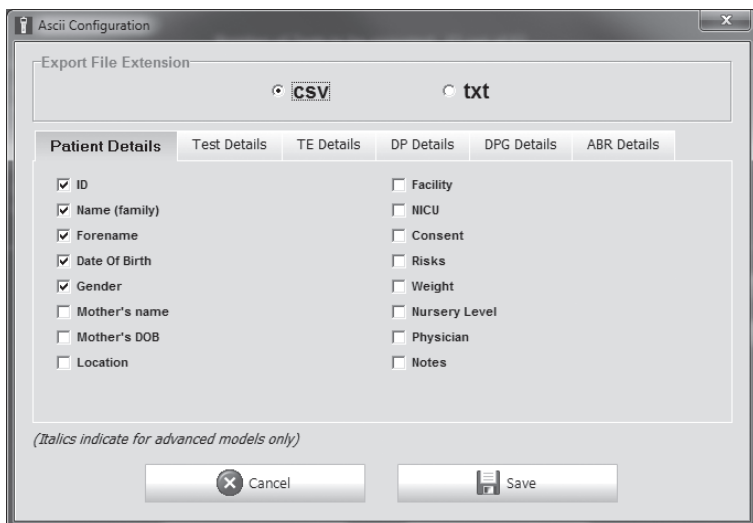 Ascii Configuration
x
Export File Extension
csv txt
Patient Details Test Details TE Details DP Details DPG Details ABR Details
ID
Name (family)
Forename
Date Of Birth
Gender
Mother's name
Mother's DOB
Location
Facility
NICU
Consent
Risks
Weight
Nursery Level
Physician
Notes
(Italics indicate for advanced models only)
Cancel Save